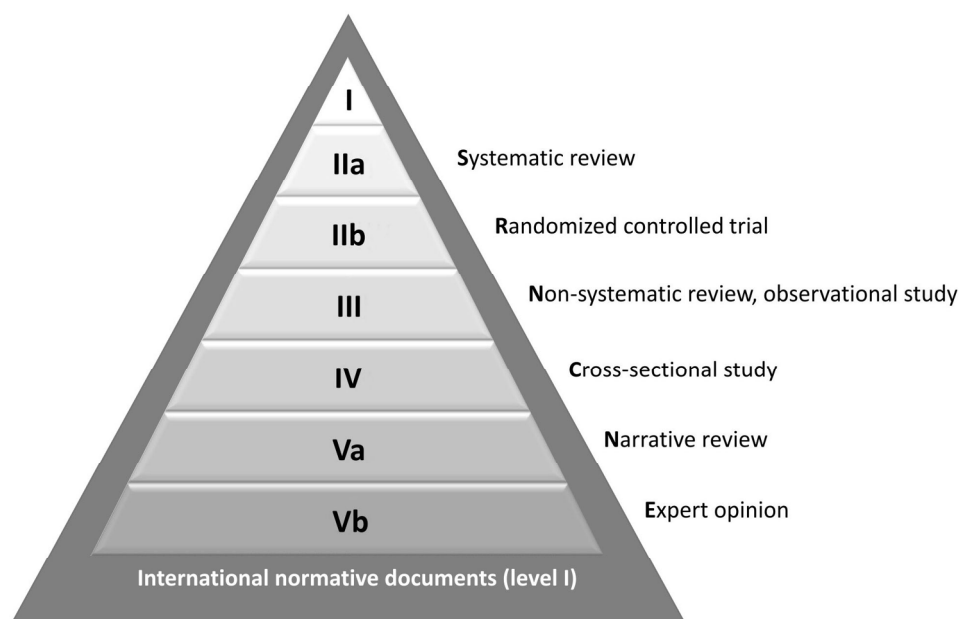 I
IIa
Systematic review
IIb
Randomized controlled trial
III
Non-systematic review, observational study
IV
Cross-sectional study
Va
Narrative review
Vb
Expert opinion
International normative documents (level I)